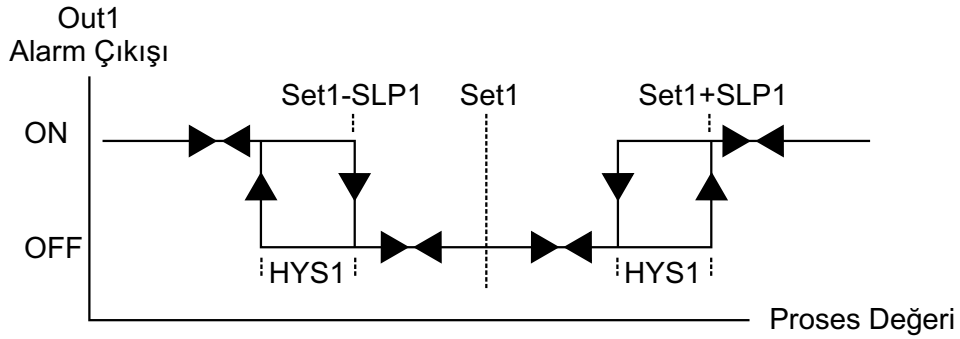 Out1
Alarm Çıkışı
Set1-SLP1 Set1 Set1+SLP1
ON
OFF
HYS1 HYS1
Proses Değeri